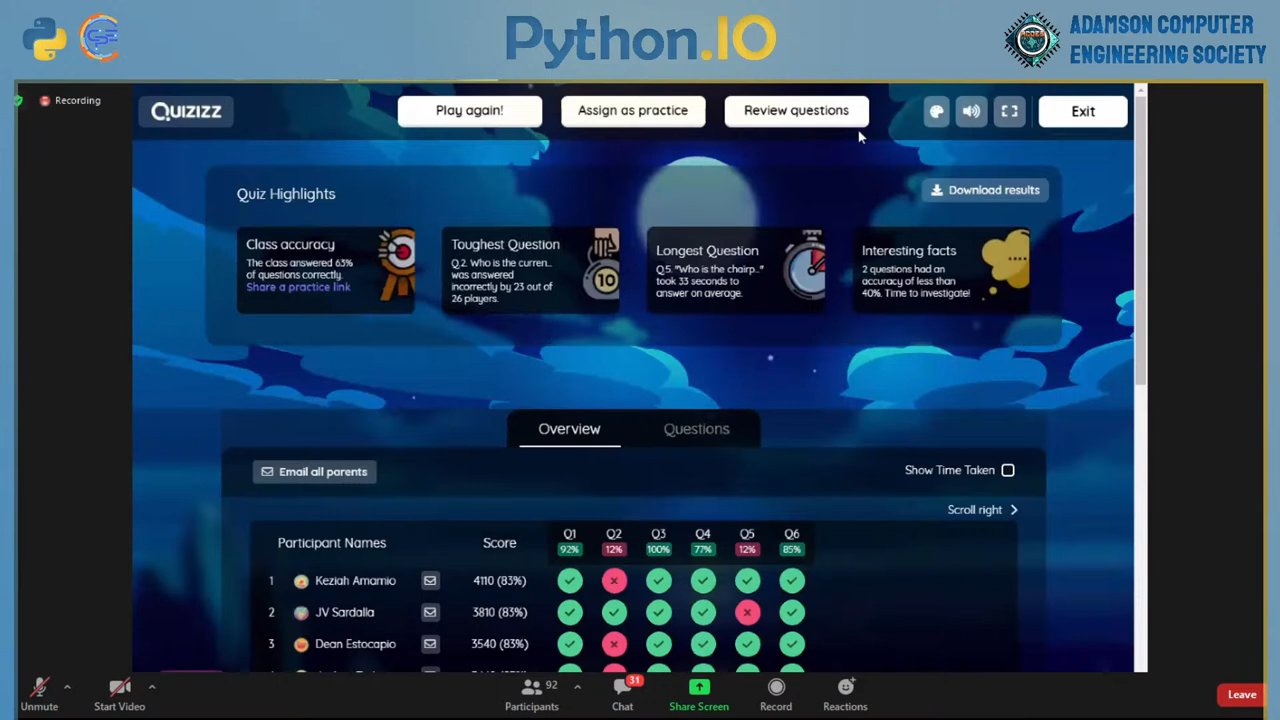 Python.IO
ADAMSON COMPUTER
ENGINEERING SOCIETY
Recording
Quizizz
Play again!
Assign as practice
Review questions
Exit
Quiz Highlights
Download results
Class accuracy
The class answered 63%
of questions correctly.
Share a practice link
Toughest Question
Q.2. Who is the curren...
was answered
incorrectly by 23 out of
26 players.
10
Longest Question
Q.5. "Who is the chairp..."
took 33 seconds to
answer on average.
Interesting facts
2 questions had an
accuracy of less than
40%. Time to investigate!
Overview
Questions
Email all parents
Show Time Taken
Scroll right
Participant Names
Score
Q1 Q2 Q3 Q4 Q5 Q6
92% 12% 100% 77% 12% 85%
1 Keziah Amamio 4110 (83%)
2 JV Sardalla 3810 (83%)
3 Dean Estocapio 3540 (83%)
Unmute
Start Video
92
Participants
31
Chat
Share Screen
Record
Reactions
Leave